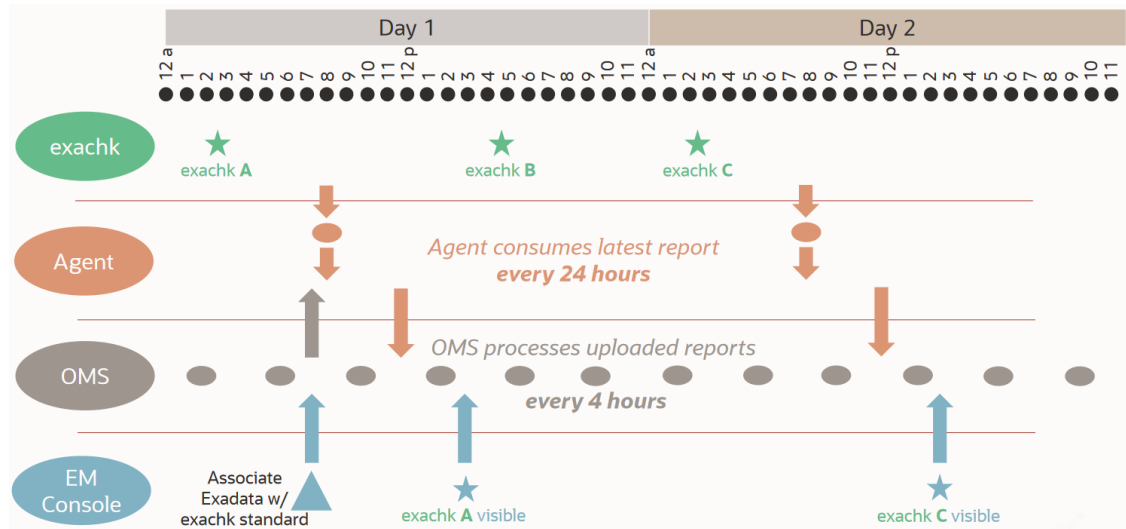 Day 1
Day 2
12 a 1 2 3 4 5 6 7 8 9 10 11 12 p 1 2 3 4 5 6 7 8 9 10 11 12 a 1 2 3 4 5 6 7 8 9 10 11 12 p 1 2 3 4 5 6 7 8 9 10 11
exachk
exachk A
exachk B
exachk C
Agent
Agent consumes latest report
every 24 hours
OMS
OMS processes uploaded reports
every 4 hours
EM
Console
Associate
Exadata w/
exachk standard
exachk A visible
exachk C visible